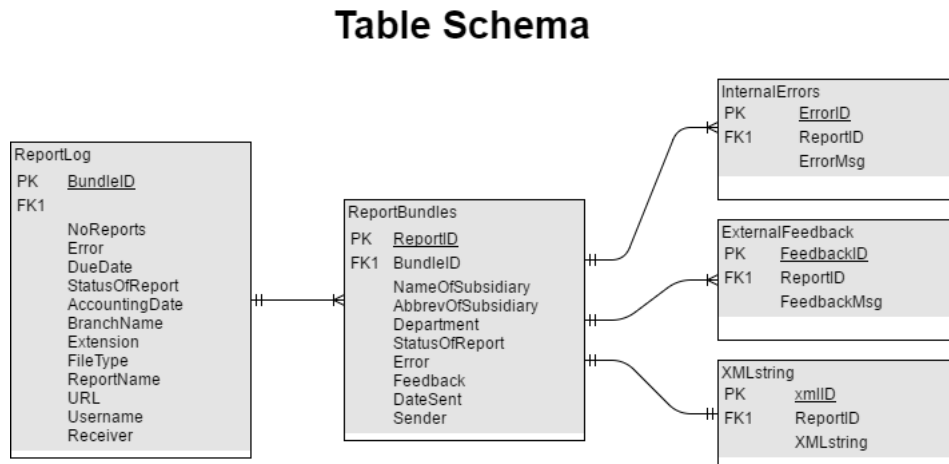 Table Schema
ReportLog
PK BundleID
FK1
NoReports
Error
DueDate
StatusOfReport
AccountingDate
BranchName
Extension
FileType
ReportName
URL
Username
Receiver
ReportBundles
PK ReportID
FK1 BundleID
NameOfSubsidiary
AbbrevOfSubsidiary
Department
StatusOfReport
Error
Feedback
DateSent
Sender
InternalErrors
PK ErrorID
FK1 ReportID
ErrorMsg
ExternalFeedback
PK FeedbackID
FK1 ReportID
FeedbackMsg
XMLstring
PK xmlID
FK1 ReportID
XMLstring